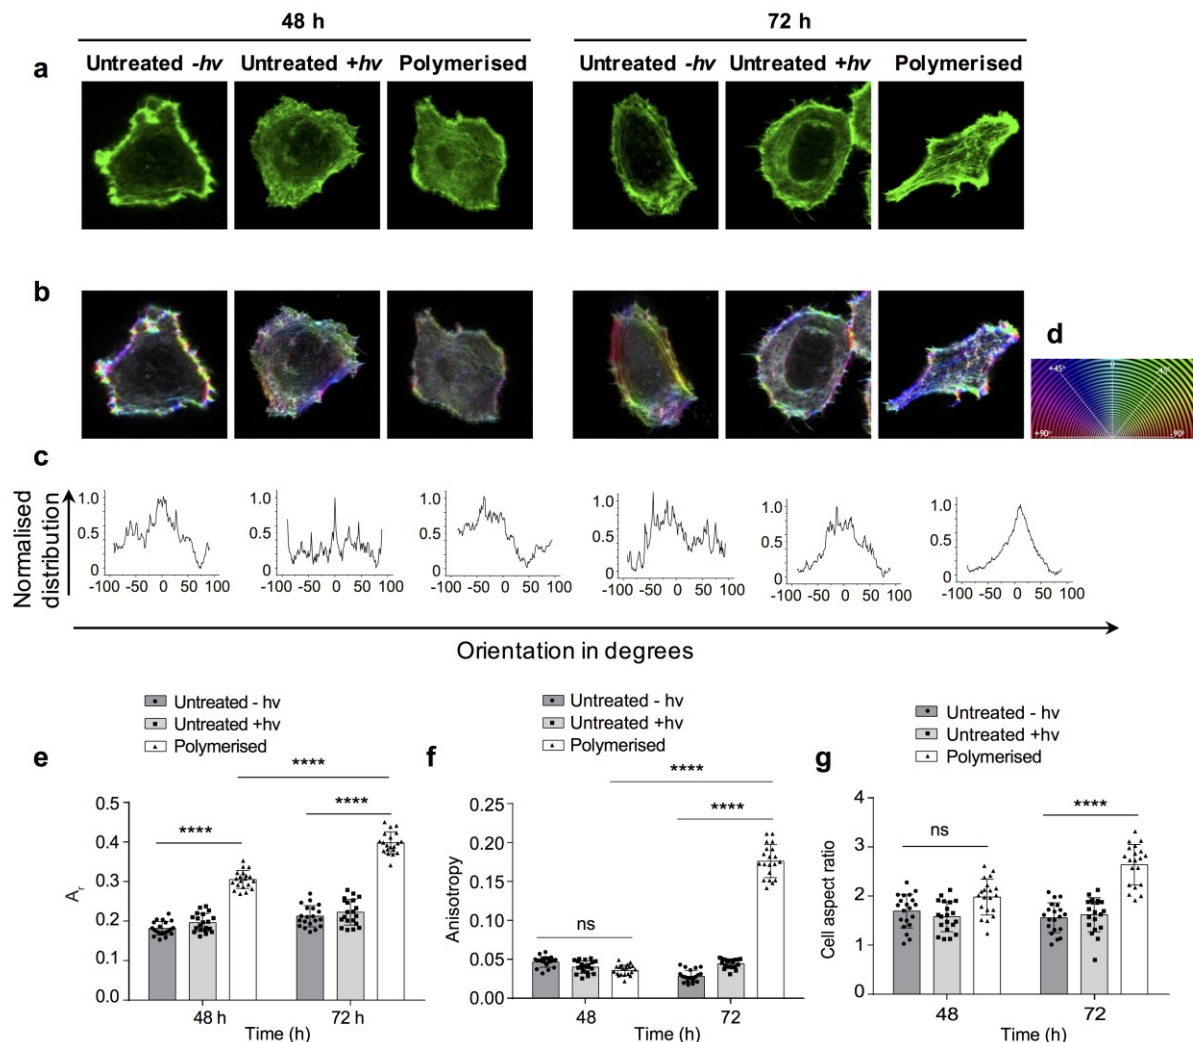 48 h 72 h
a Untreated -hv Untreated +hv Polymerised Untreated -hv Untreated +hv Polymerised
b
d
+45° 0 -45°
+90° -90°
c
Normalised distribution
1.0 0.5 0
1.0 0.5 0
1.0 0.5 0
1.0 0.5 0
1.0 0.5 0
1.0 0.5 0
-100 -50 0 50 100
-100 -50 0 50 100
-100 -50 0 50 100
-100 -50 0 50 100
-100 -50 0 50 100
-100 -50 0 50 100
Orientation in degrees
e
Untreated - hv
Untreated +hv
Polymerised
****
****
****
Ar
0.5
0.4
0.3
0.2
0.1
0.0
48 h 72 h
Time (h)
f
Untreated - hv
Untreated +hv
Polymerised
****
****
ns
Anisotropy
0.25
0.20
0.15
0.10
0.05
0.00
48 72
Time (h)
g
Untreated - hv
Untreated +hv
Polymerised
****
ns
Cell aspect ratio
4
3
2
1
0
48 72
Time (h)